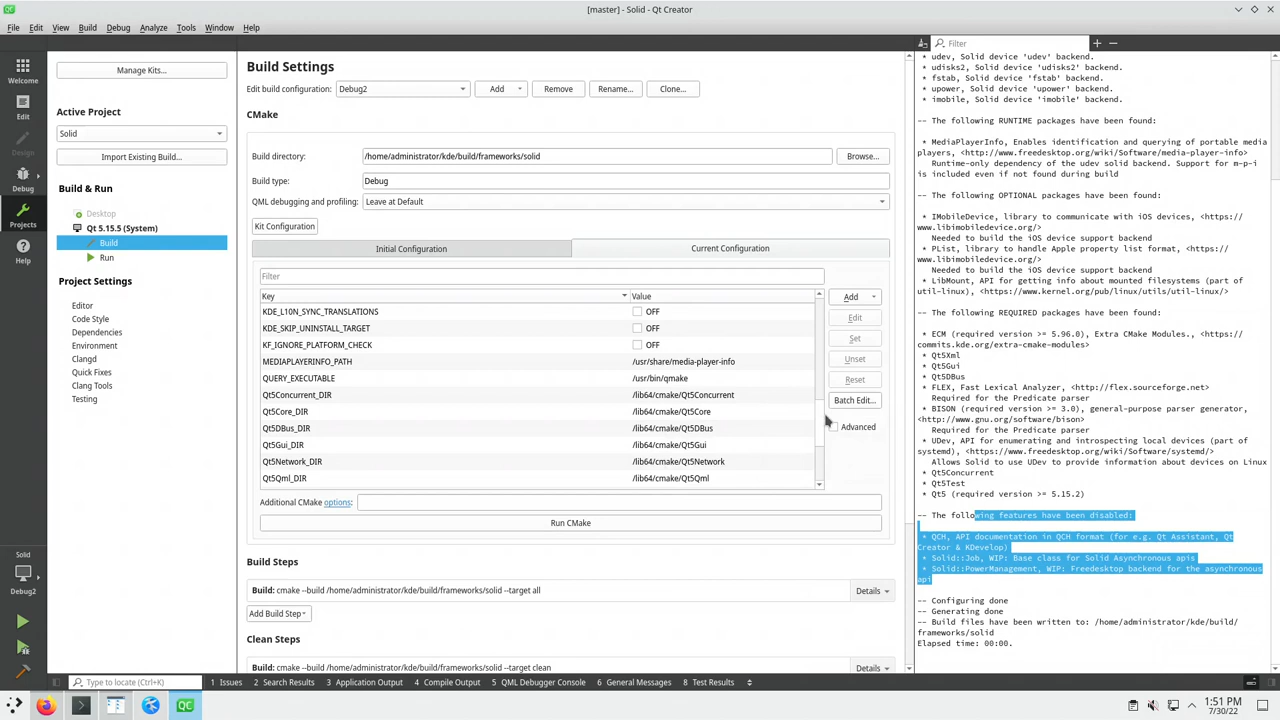 [master] - Solid - Qt Creator
File Edit View Build Debug Analyze Tools Window Help
Welcome
Edit
Design
Debug
Projects
Help
Solid
Debug2
Manage Kits...
Active Project
Solid
Import Existing Build...
Build & Run
Desktop
Qt 5.15.5 (System)
Build
Run
Project Settings
Editor
Code Style
Dependencies
Environment
Clangd
Quick Fixes
Clang Tools
Testing
Build Settings
Edit build configuration: Debug2 Add Remove Rename... Clone...
CMake
Build directory: /home/administrator/kde/build/frameworks/solid Browse...
Build type: Debug
QML debugging and profiling: Leave at Default
Kit Configuration
Initial Configuration Current Configuration
Filter
Key Value
KDE_L10N_SYNC_TRANSLATIONS OFF
KDE_SKIP_UNINSTALL_TARGET OFF
KF_IGNORE_PLATFORM_CHECK OFF
MEDIAPLAYERINFO_PATH /usr/share/media-player-info
QUERY_EXECUTABLE /usr/bin/qmake
Qt5Concurrent_DIR /lib64/cmake/Qt5Concurrent
Qt5Core_DIR /lib64/cmake/Qt5Core
Qt5DBus_DIR /lib64/cmake/Qt5DBus
Qt5Gui_DIR /lib64/cmake/Qt5Gui
Qt5Network_DIR /lib64/cmake/Qt5Network
Qt5Qml_DIR /lib64/cmake/Qt5Qml
Add
Edit
Set
Unset
Reset
Batch Edit...
Advanced
Additional CMake options:
Run CMake
Build Steps
Build: cmake --build /home/administrator/kde/build/frameworks/solid --target all Details
Add Build Step
Clean Steps
Build: cmake --build /home/administrator/kde/build/frameworks/solid --target clean Details
Filter
* udev, Solid device 'udev' backend.
* udisks2, Solid device 'udisks2' backend.
* fstab, Solid device 'fstab' backend.
* upower, Solid device 'upower' backend.
* imobile, Solid device 'imobile' backend.
-- The following RUNTIME packages have been found:
* MediaPlayerInfo, Enables identification and querying of portable media
players, <http://www.freedesktop.org/wiki/Software/media-player-info>
Runtime-only dependency of the udev solid backend. Support for m-p-i
is included even if not found during build
-- The following OPTIONAL packages have been found:
* IMobileDevice, library to communicate with iOS devices, <https://
www.libimobiledevice.org/>
Needed to build the iOS device support backend
* PList, library to handle Apple property list format, <https://
www.libimobiledevice.org/>
Needed to build the iOS device support backend
* LibMount, API for getting info about mounted filesystems (part of
util-linux), <https://www.kernel.org/pub/linux/utils/util-linux/>
-- The following REQUIRED packages have been found:
* ECM (required version >= 5.96.0), Extra CMake Modules., <https://
commits.kde.org/extra-cmake-modules>
* Qt5Xml
* Qt5Gui
* Qt5DBus
* FLEX, Fast Lexical Analyzer, <http://flex.sourceforge.net>
Required for the Predicate parser
* BISON (required version >= 3.0), general-purpose parser generator,
<http://www.gnu.org/software/bison>
Required for the Predicate parser
* UDev, API for enumerating and introspecting local devices (part of
systemd), <https://www.freedesktop.org/wiki/Software/systemd/>
Allows Solid to use UDev to provide information about devices on Linux
* Qt5Concurrent
* Qt5Test
* Qt5 (required version >= 5.15.2)
-- The following features have been disabled:
* QCH, API documentation in QCH format (for e.g. Qt Assistant, Qt
Creator & KDevelop)
* Solid::Job, WIP: Base class for Solid Asynchronous apis
* Solid::PowerManagement, WIP: Freedesktop backend for the asynchronous
api
-- Configuring done
-- Generating done
-- Build files have been written to: /home/administrator/kde/build/
frameworks/solid
Elapsed time: 00:00.
Type to locate (Ctrl+K) 1 Issues 2 Search Results 3 Application Output 4 Compile Output 5 QML Debugger Console 6 General Messages 8 Test Results
QC
1:51 PM
7/30/22